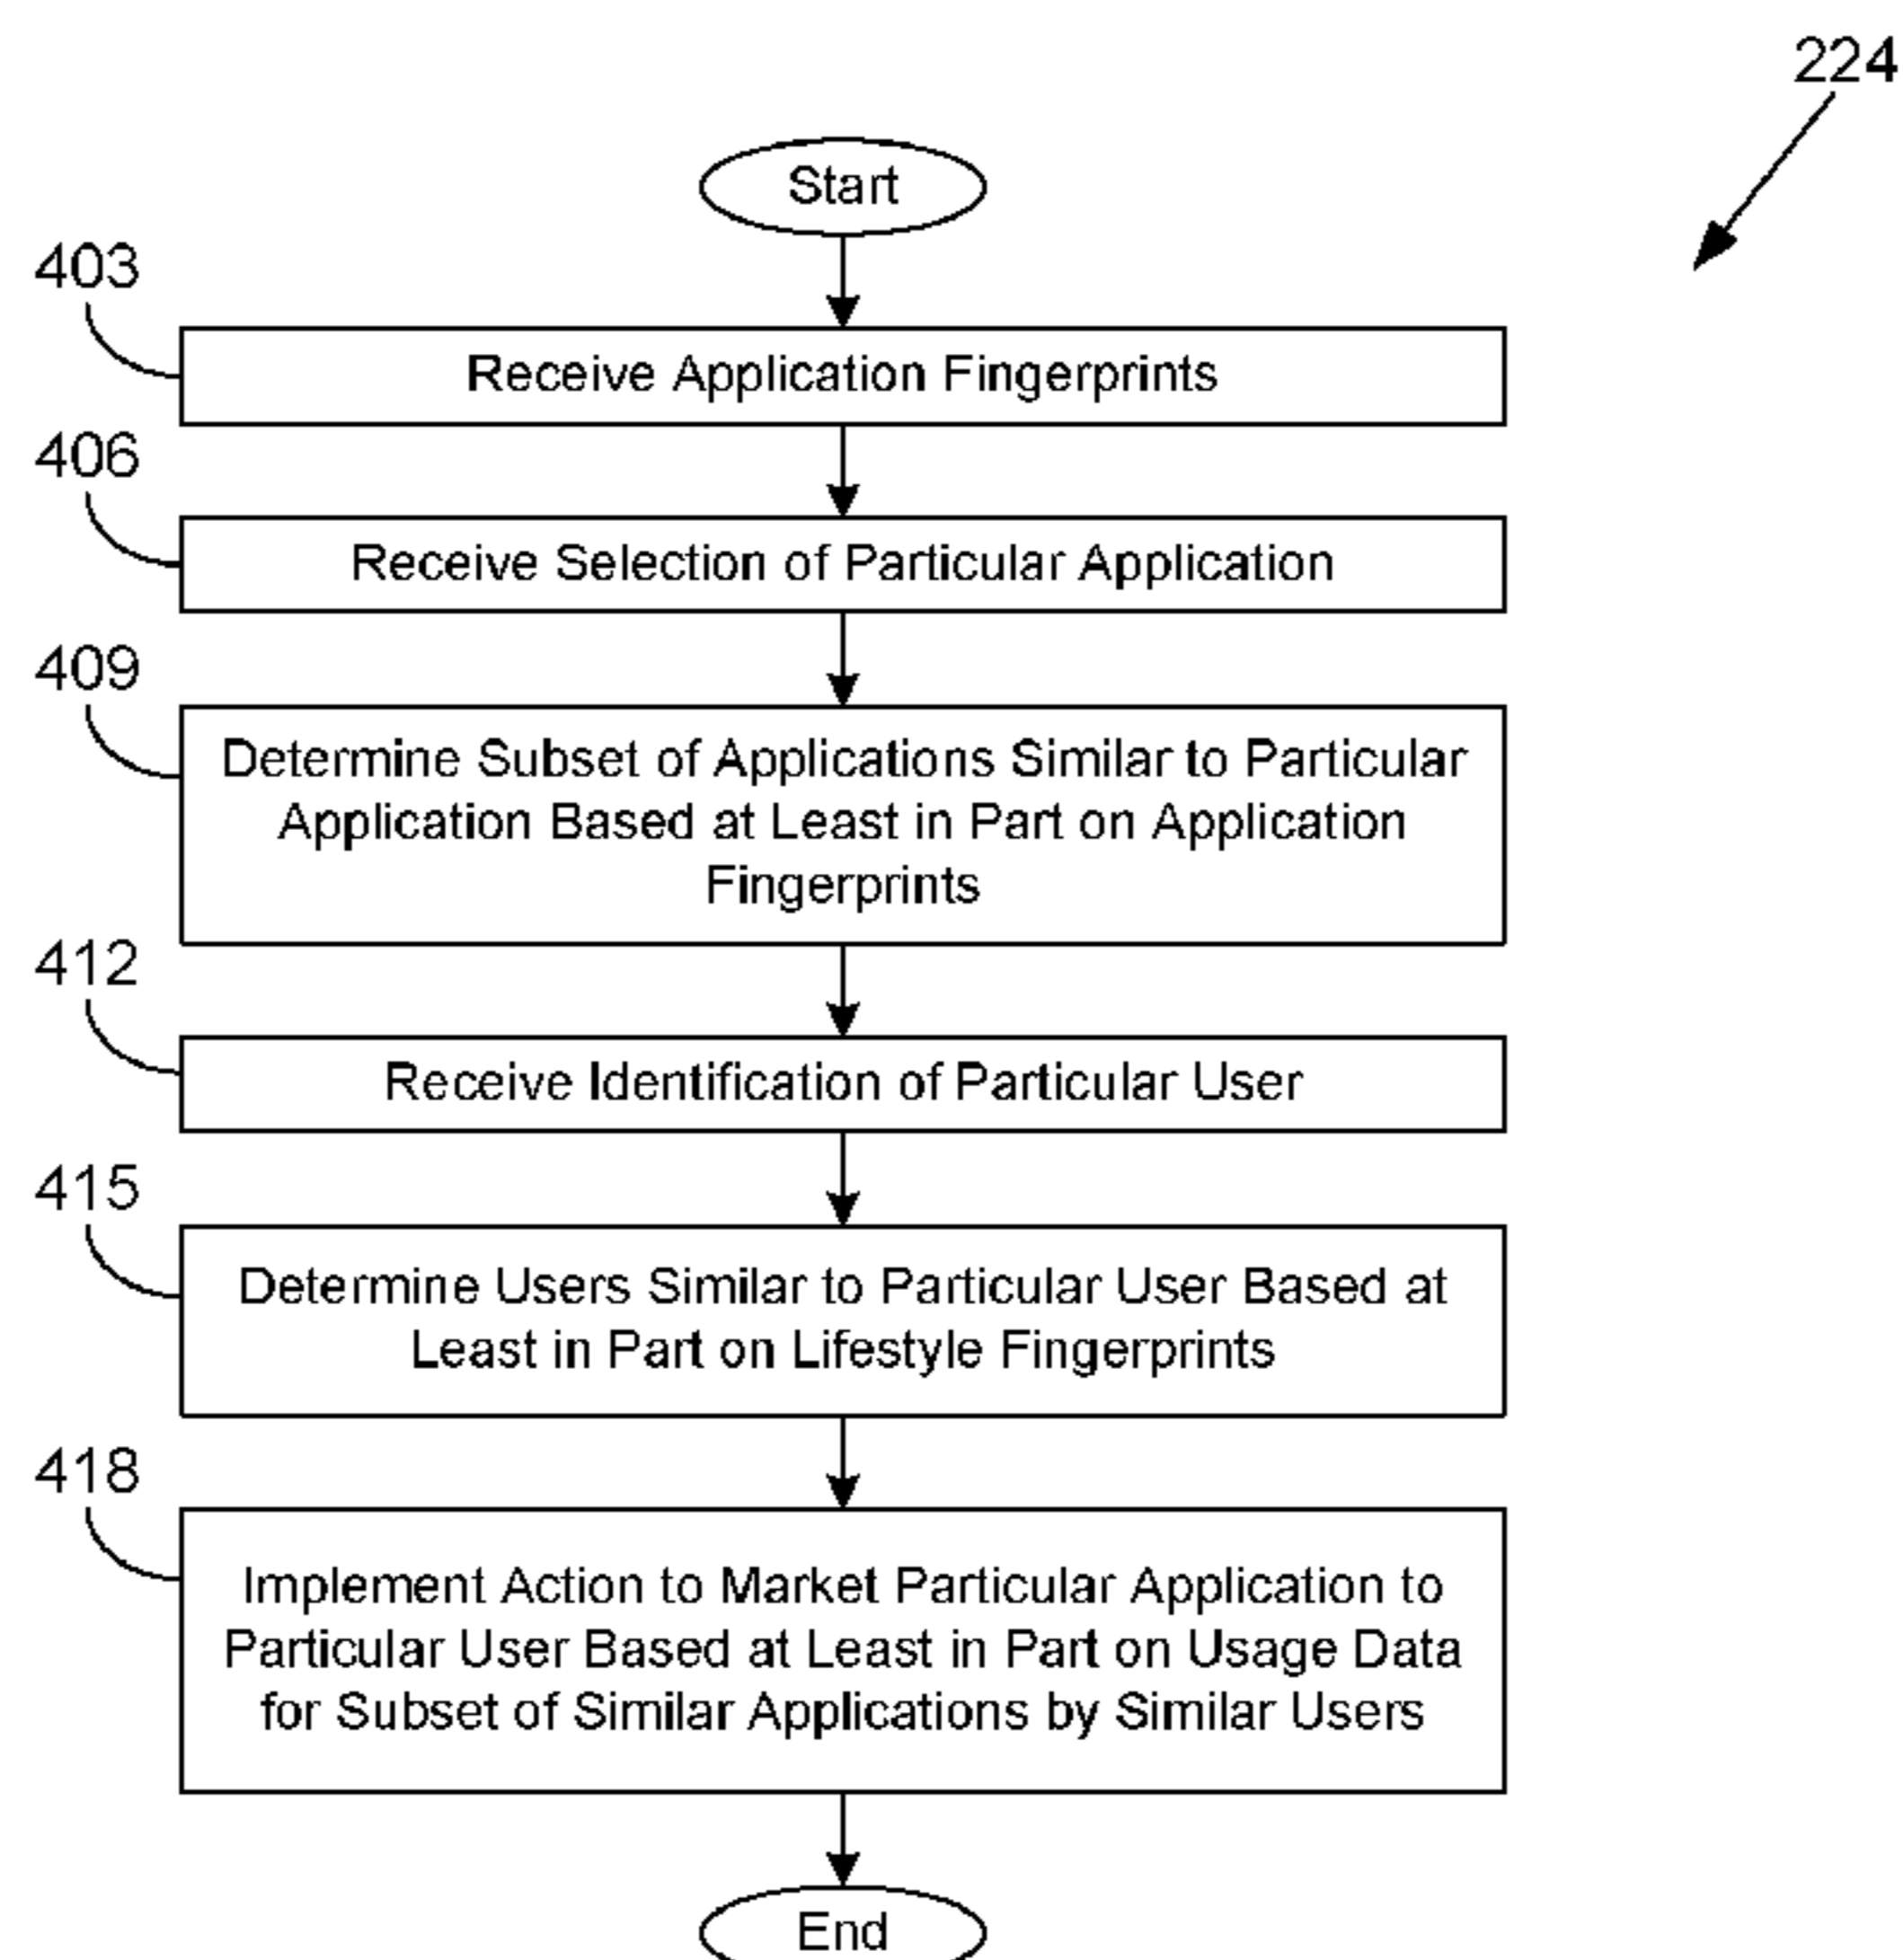 224
Start
403
Receive Application Fingerprints
406
Receive Selection of Particular Application
409
Determine Subset of Applications Similar to Particular
Application Based at Least in Part on Application
Fingerprints
412
Receive Identification of Particular User
415
Determine Users Similar to Particular User Based at
Least in Part on Lifestyle Fingerprints
418
Implement Action to Market Particular Application to
Particular User Based at Least in Part on Usage Data
for Subset of Similar Applications by Similar Users
End